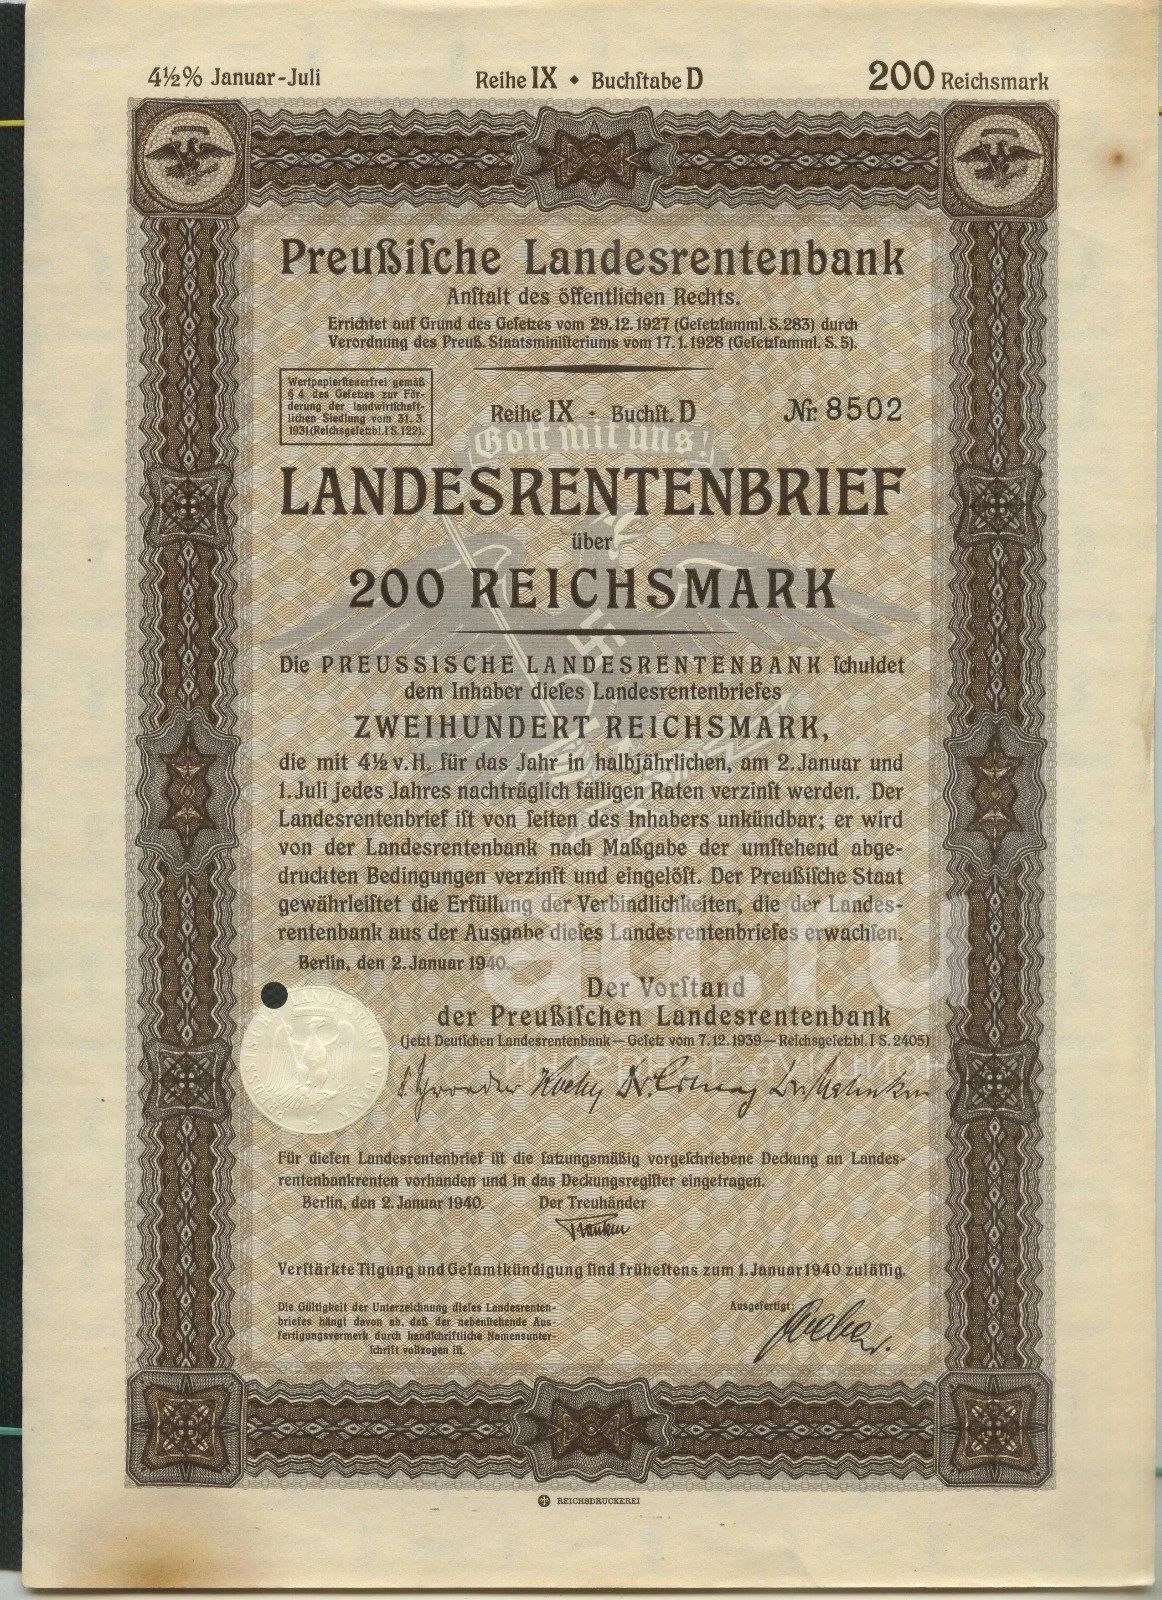 4½% Januar-Juli Reihe IX • Buchſtabe D 200 Reichsmark
Preußiſche Landesrentenbank
Anſtalt des öffentlichen Rechts.
Errichtet auf Grund des Geſetzes vom 29.12.1927 (Geſetzſamml. S. 283) durch
Verordnung des Preuß. Staatsminiſteriums vom 17.1.1928 (Geſetzſamml. S. 5).
Wertpapierſteuerfrei gemäß
§ 4 des Geſetzes zur För-
derung der landwirtſchaft-
lichen Siedlung vom 31. 3.
1931 (Reichsgeſetzbl. I S. 122).
Reihe IX • Buchſt. D Nr. 8502
Gott mit uns!
LANDESRENTENBRIEF
über
200 REICHSMARK
Die PREUSSISCHE LANDESRENTENBANK ſchuldet
dem Inhaber dieſes Landesrentenbriefes
ZWEIHUNDERT REICHSMARK,
die mit 4½ v. H. für das Jahr in halbjährlichen, am 2. Januar und
1. Juli jedes Jahres nachträglich fälligen Raten verzinſt werden. Der
Landesrentenbrief iſt von ſeiten des Inhabers unkündbar; er wird
von der Landesrentenbank nach Maßgabe der umſtehend abge-
druckten Bedingungen verzinſt und eingelöſt. Der Preußiſche Staat
gewährleiſtet die Erfüllung der Verbindlichkeiten, die der Landes-
rentenbank aus der Ausgabe dieſes Landesrentenbriefes erwachſen.
Berlin, den 2. Januar 1940.
Der Vorſtand
der Preußiſchen Landesrentenbank
(jetzt Deutſchen Landesrentenbank — Geſetz vom 7.12.1939 — Reichsgeſetzbl. I S. 2405)
PREUSSISCHE LANDESRENTENBANK
Für dieſen Landesrentenbrief iſt die ſatzungsmäßig vorgeſchriebene Deckung an Landes-
rentenbankrenten vorhanden und in das Deckungsregiſter eingetragen.
Berlin, den 2. Januar 1940. Der Treuhänder
Verſtärkte Tilgung und Geſamtkündigung ſind früheſtens zum 1. Januar 1940 zuläſſig.
Die Gültigkeit der Unterzeichnung dieſes Landesrenten-
briefes hängt davon ab, daß der nebenſtehende Aus-
fertigungsvermerk durch handſchriftliche Namensunter-
ſchrift vollzogen iſt.
Ausgefertigt:
REICHSDRUCKEREI